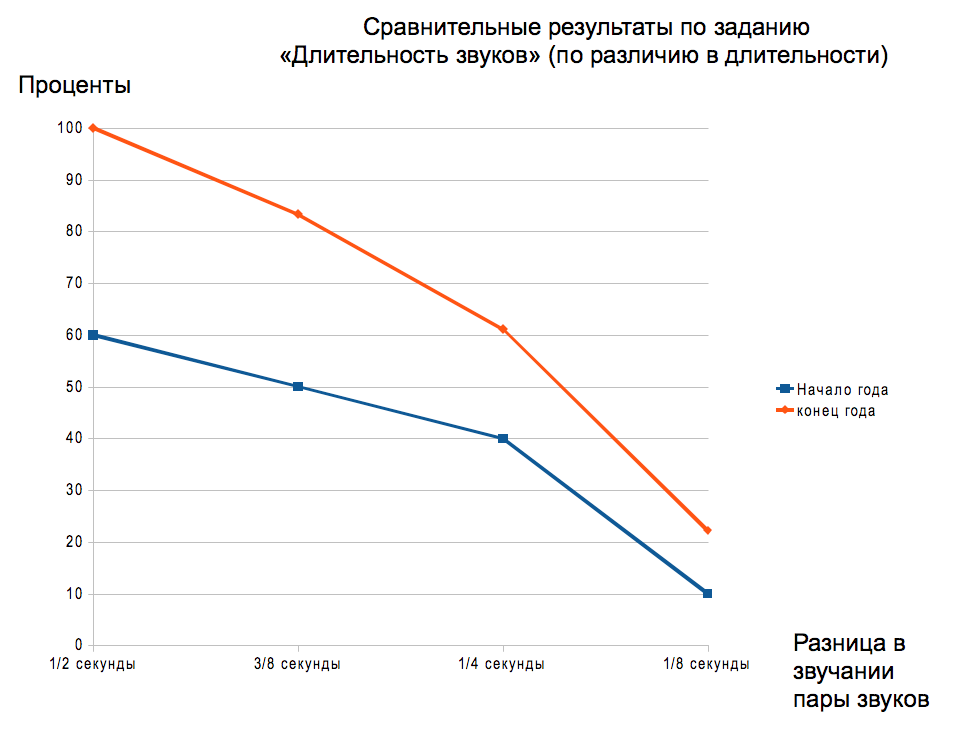 Сравнительные результаты по заданию
«Длительность звуков» (по различию в длительности)
Проценты
100
90
80
70
60
50
40
30
20
10
0
1/2 секунды
3/8 секунды
1/4 секунды
1/8 секунды
Начало года
конец года
Разница в
звучании
пары звуков